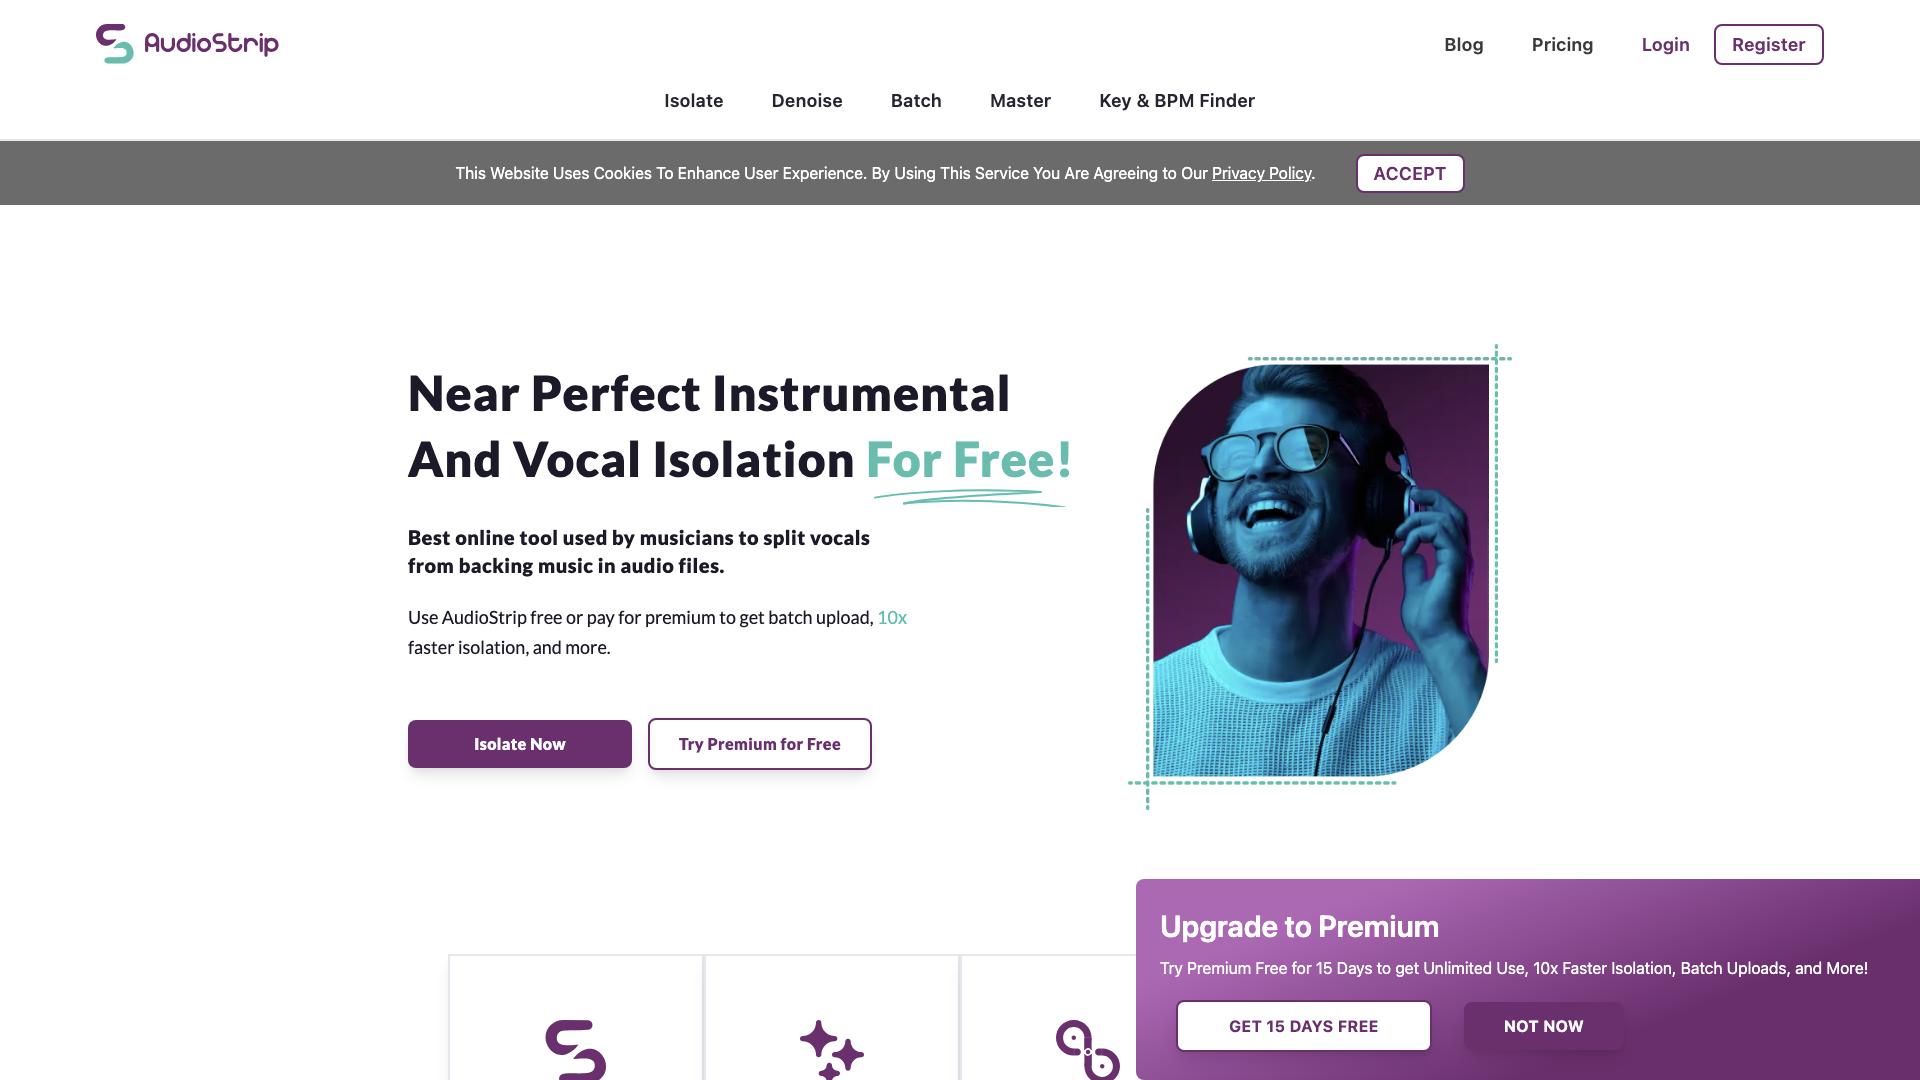 AudioStrip
Blog
Pricing
Login
Register
Isolate
Denoise
Batch
Master
Key & BPM Finder
This Website Uses Cookies To Enhance User Experience. By Using This Service You Are Agreeing to Our Privacy Policy.
ACCEPT
Near Perfect Instrumental
And Vocal Isolation For Free!
Best online tool used by musicians to split vocals
from backing music in audio files.
Use AudioStrip free or pay for premium to get batch upload, 10x
faster isolation, and more.
Isolate Now
Try Premium for Free
Upgrade to Premium
Try Premium Free for 15 Days to get Unlimited Use, 10x Faster Isolation, Batch Uploads, and More!
GET 15 DAYS FREE
NOT NOW